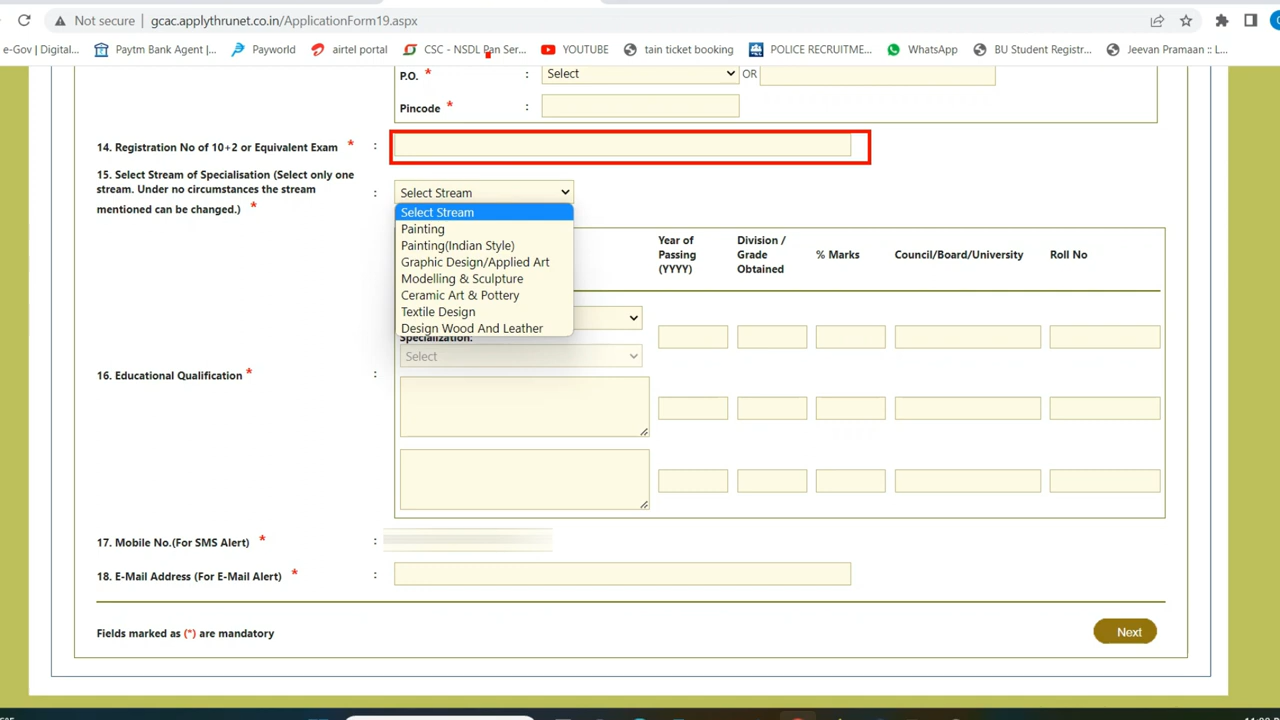 Not secure | gcac.applythrunet.co.in/ApplicationForm19.aspx
e-Gov | Digital... Paytm Bank Agent |... Payworld airtel portal CSC - NSDL Pan Ser... YOUTUBE tain ticket booking POLICE RECRUITME... WhatsApp BU Student Registr... Jeevan Pramaan :: L...
P.O. * : Select OR
Pincode * :
14. Registration No of 10+2 or Equivalent Exam * :
15. Select Stream of Specialisation (Select only one
stream. Under no circumstances the stream
mentioned can be changed.) *
: Select Stream
Select Stream
Painting
Painting(Indian Style)
Graphic Design/Applied Art
Modelling & Sculpture
Ceramic Art & Pottery
Textile Design
Design Wood And Leather
Year of
Passing
(YYYY)
Division /
Grade
Obtained
% Marks
Council/Board/University
Roll No
Specialization:
Select
16. Educational Qualification * :
17. Mobile No.(For SMS Alert) * :
18. E-Mail Address (For E-Mail Alert) * :
Fields marked as (*) are mandatory
Next